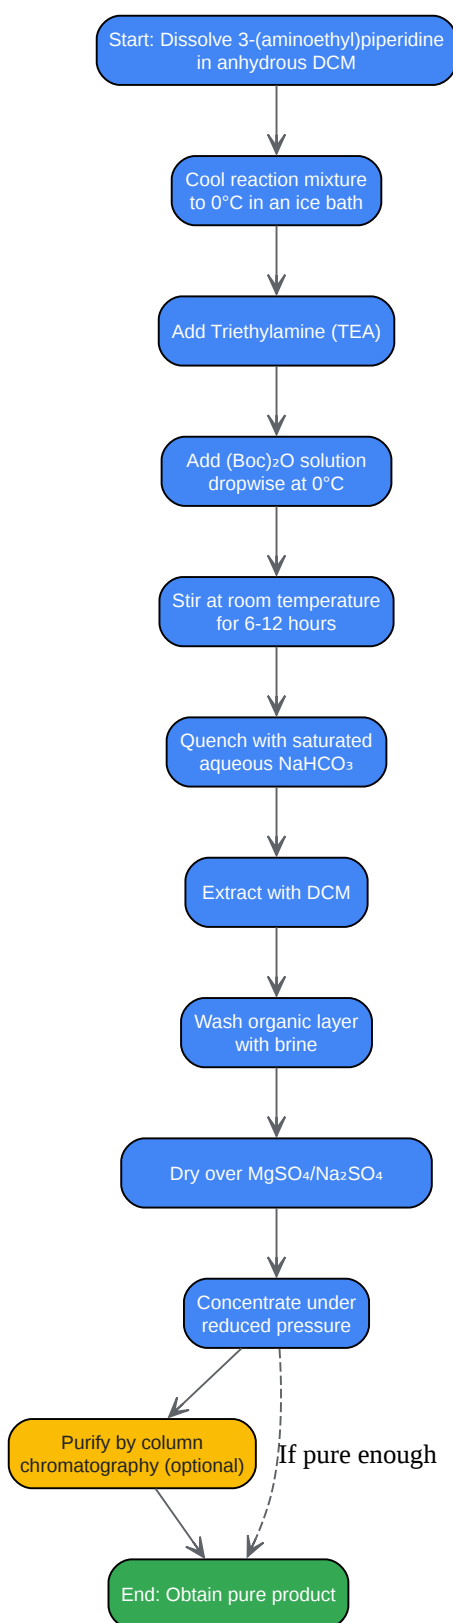 Start: Dissolve 3-(aminoethyl)piperidine
in anhydrous DCM
Cool reaction mixture
to 0°C in an ice bath
Add Triethylamine (TEA)
Add (Boc)₂O solution
dropwise at 0°C
Stir at room temperature
for 6-12 hours
Quench with saturated
aqueous NaHCO₃
Extract with DCM
Wash organic layer
with brine
Dry over MgSO₄/Na₂SO₄
Concentrate under
reduced pressure
Purify by column
chromatography (optional)
If pure enough
End: Obtain pure product